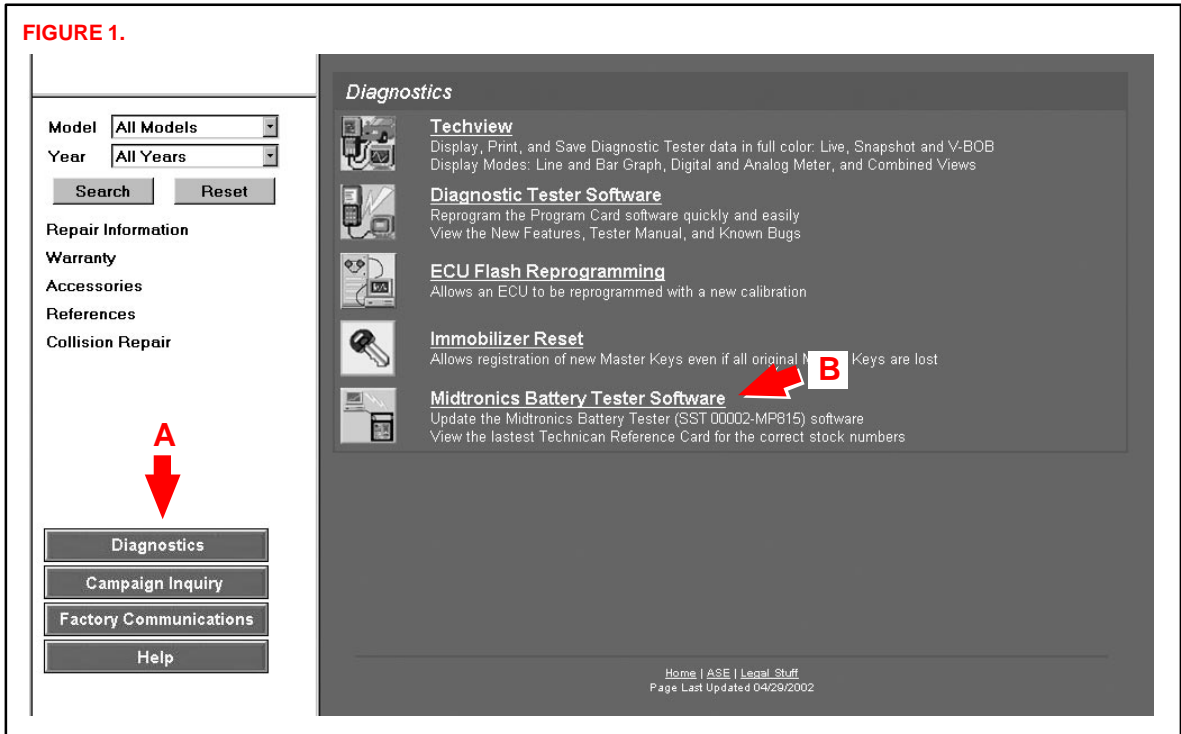 FIGURE 1.
Model All Models
Year All Years
Search Reset
Repair Information
Warranty
Accessories
References
Collision Repair
A
Diagnostics
Campaign Inquiry
Factory Communications
Help
Diagnostics
Techview
Display, Print, and Save Diagnostic Tester data in full color: Live, Snapshot and V-BOB
Display Modes: Line and Bar Graph, Digital and Analog Meter, and Combined Views
Diagnostic Tester Software
Reprogram the Program Card software quickly and easily
View the New Features, Tester Manual, and Known Bugs
ECU Flash Reprogramming
Allows an ECU to be reprogrammed with a new calibration
Immobilizer Reset
Allows registration of new Master Keys even if all original Keys are lost
B
Midtronics Battery Tester Software
Update the Midtronics Battery Tester (SST 00002-MP815) software
View the lastest Technican Reference Card for the correct stock numbers
Home | ASE | Legal Stuff
Page Last Updated 04/29/2002